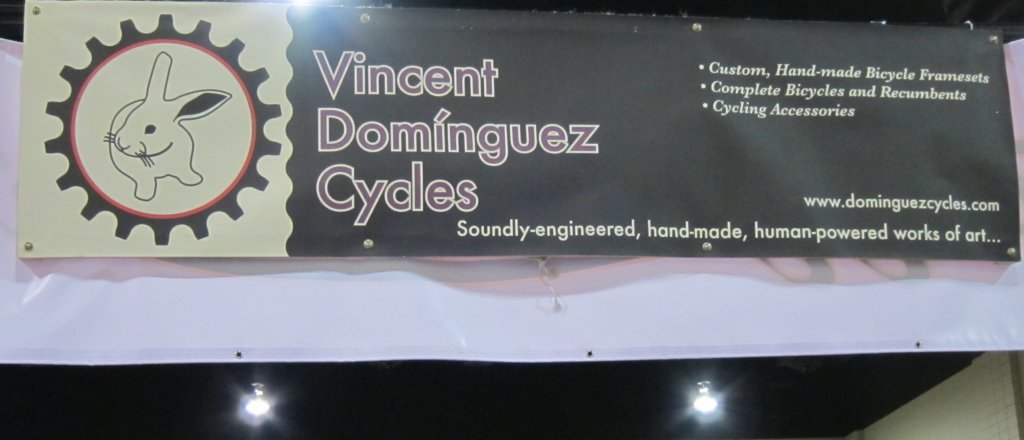 Vincent
Domínguez
Cycles
• Custom, Hand-made Bicycle Framesets
• Complete Bicycles and Recumbents
• Cycling Accessories
www.dominguezcycles.com
Soundly-engineered, hand-made, human-powered works of art...